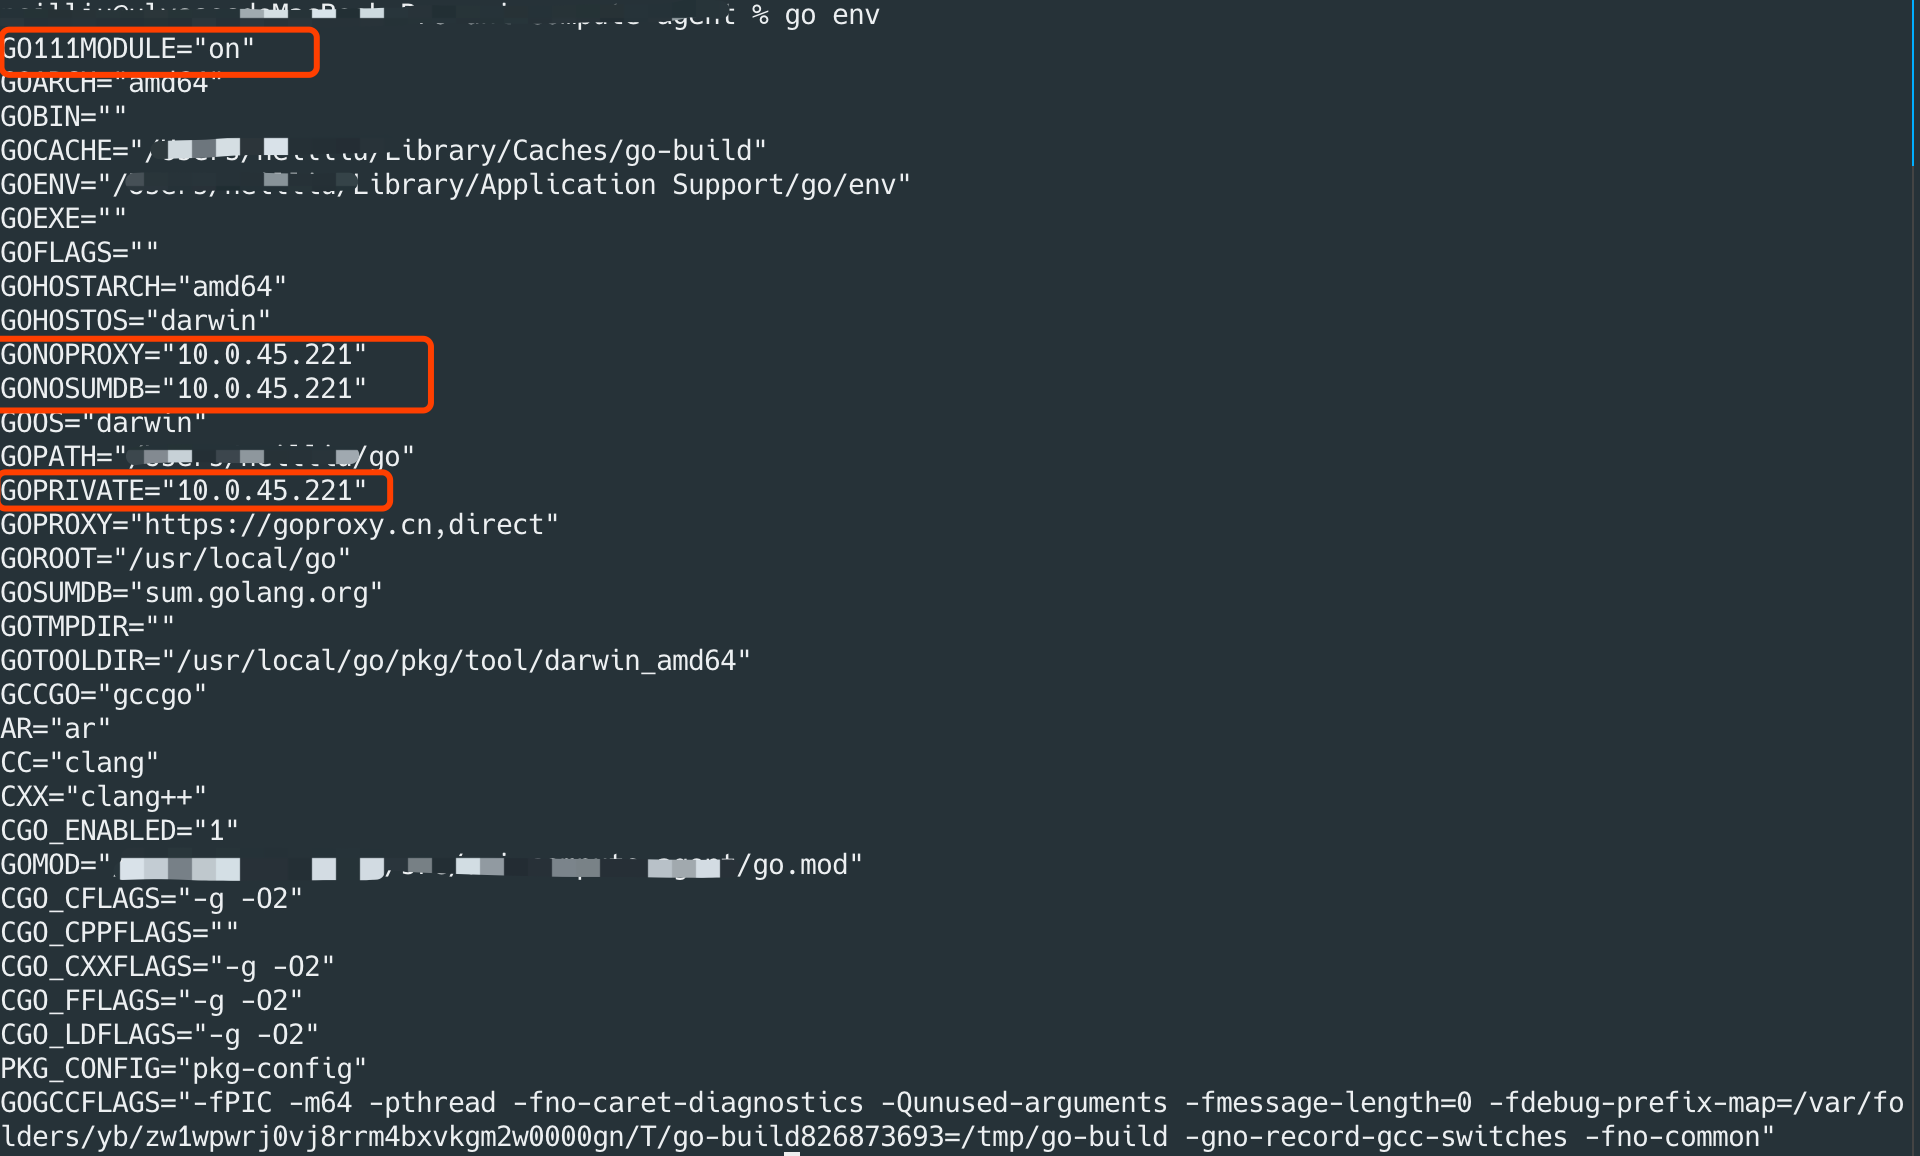 % go env
GO111MODULE="on"
GOARCH="amd64"
GOBIN=""
GOCACHE="/Library/Caches/go-build"
GOENV="/Library/Application Support/go/env"
GOEXE=""
GOFLAGS=""
GOHOSTARCH="amd64"
GOHOSTOS="darwin"
GONOPROXY="10.0.45.221"
GONOSUMDB="10.0.45.221"
GOOS="darwin"
GOPATH="/go"
GOPRIVATE="10.0.45.221"
GOPROXY="https://goproxy.cn,direct"
GOROOT="/usr/local/go"
GOSUMDB="sum.golang.org"
GOTMPDIR=""
GOTOOLDIR="/usr/local/go/pkg/tool/darwin_amd64"
GCCGO="gccgo"
AR="ar"
CC="clang"
CXX="clang++"
CGO_ENABLED="1"
GOMOD="/go.mod"
CGO_CFLAGS="-g -O2"
CGO_CPPFLAGS=""
CGO_CXXFLAGS="-g -O2"
CGO_FFLAGS="-g -O2"
CGO_LDFLAGS="-g -O2"
PKG_CONFIG="pkg-config"
GOGCCFLAGS="-fPIC -m64 -pthread -fno-caret-diagnostics -Qunused-arguments -fmessage-length=0 -fdebug-prefix-map=/var/fo
lders/yb/zw1wpwrj0vj8rrm4bxvkgm2w0000gn/T/go-build826873693=/tmp/go-build -gno-record-gcc-switches -fno-common"